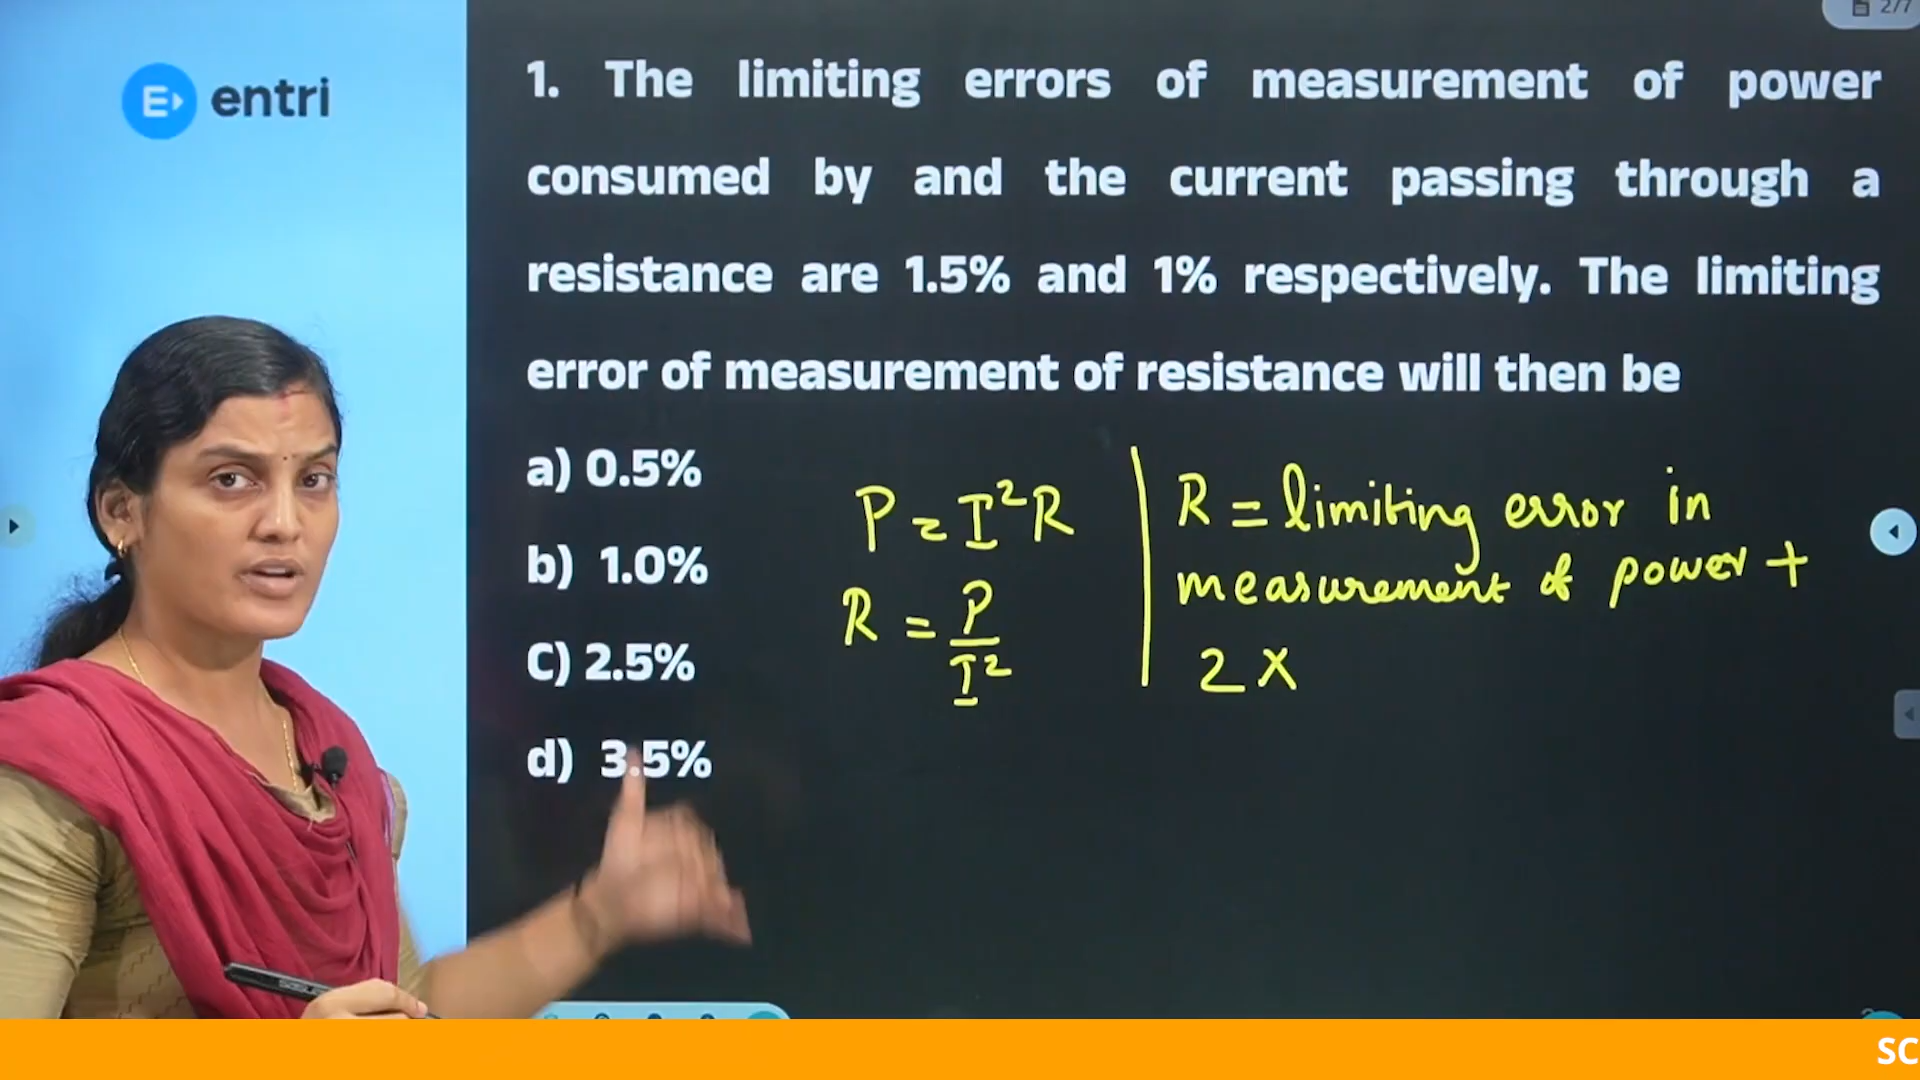 2/7
entri
1. The limiting errors of measurement of power
consumed by and the current passing through a
resistance are 1.5% and 1% respectively. The limiting
error of measurement of resistance will then be
a) 0.5%
b) 1.0%
C) 2.5%
d) 3.5%
P = I²R
R = P
I²
R = limiting error in
measurement of power +
2 x
SC